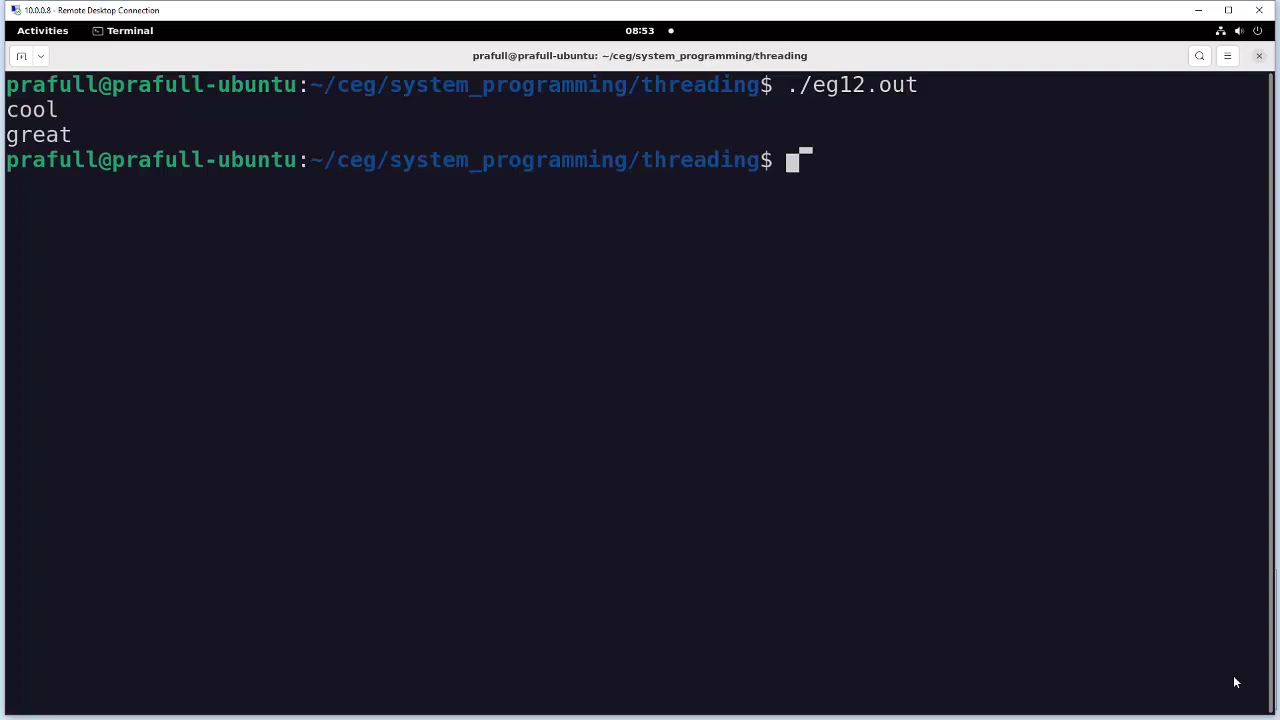 10.0.0.8 - Remote Desktop Connection
Activities
Terminal
08:53
prafull@prafull-ubuntu: ~/ceg/system_programming/threading
prafull@prafull-ubuntu:~/ceg/system_programming/threading$ ./eg12.out
cool
great
prafull@prafull-ubuntu:~/ceg/system_programming/threading$